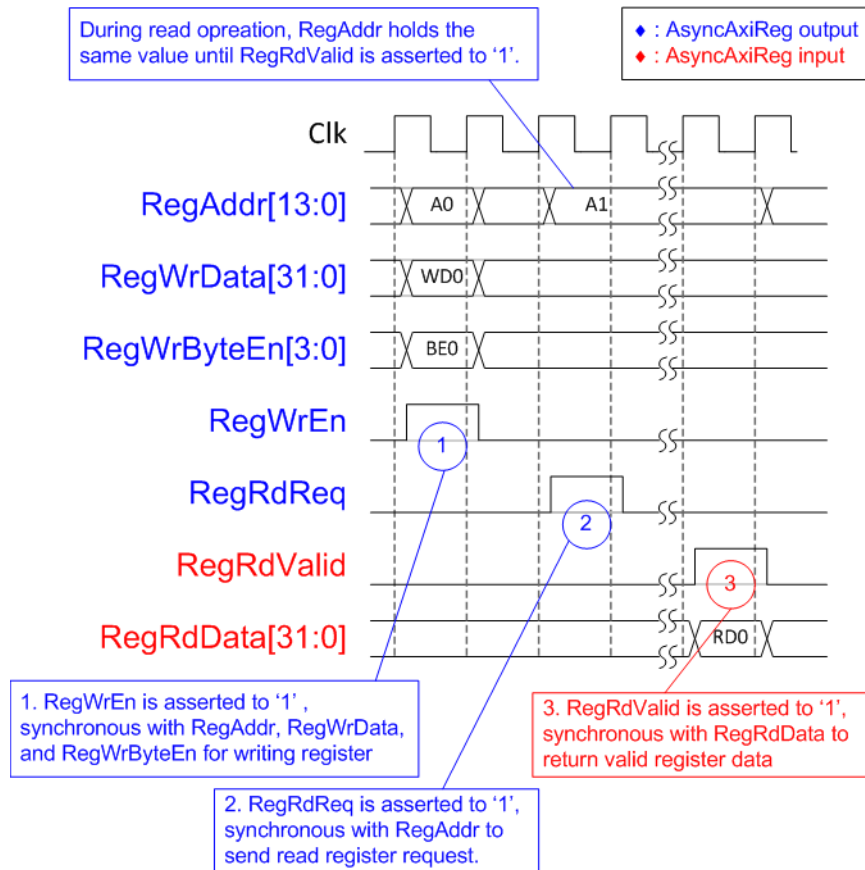 During read opreation, RegAddr holds the
same value until RegRdValid is asserted to ‘1’.
♦ : AsyncAxiReg output
♦ : AsyncAxiReg input
Clk
RegAddr[13:0]
A0
A1
RegWrData[31:0]
WD0
RegWrByteEn[3:0]
BE0
RegWrEn
1
RegRdReq
2
RegRdValid
3
RegRdData[31:0]
RD0
1. RegWrEn is asserted to ‘1’ ,
synchronous with RegAddr, RegWrData,
and RegWrByteEn for writing register
3. RegRdValid is asserted to ‘1’,
synchronous with RegRdData to
return valid register data
2. RegRdReq is asserted to ‘1’,
synchronous with RegAddr to
send read register request.